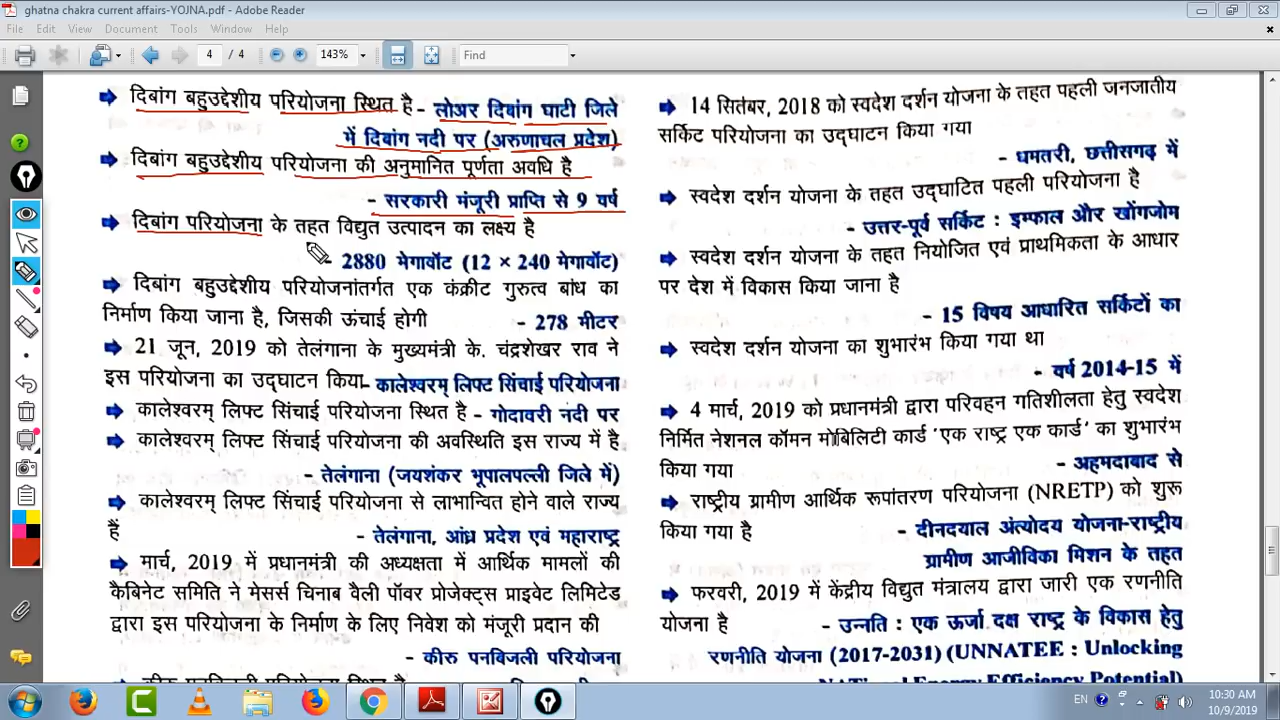 ghatna chakra current affairs-YOJNA.pdf - Adobe Reader
File Edit View Document Tools Window Help
4 / 4 143% Find
दिबांग बहुउद्देशीय परियोजना स्थित है - लोअर दिबांग घाटी जिले
में दिबांग नदी पर (अरुणाचल प्रदेश)
दिबांग बहुउद्देशीय परियोजना की अनुमानित पूर्णता अवधि है
- सरकारी मंजूरी प्राप्ति से 9 वर्ष
दिबांग परियोजना के तहत विद्युत उत्पादन का लक्ष्य है
2880 मेगावॉट (12 × 240 मेगावॉट)
दिबांग बहुउद्देशीय परियोजनांतर्गत एक कंक्रीट गुरुत्व बांध का
निर्माण किया जाना है, जिसकी ऊंचाई होगी - 278 मीटर
21 जून, 2019 को तेलंगाना के मुख्यमंत्री के. चंद्रशेखर राव ने
इस परियोजना का उद्घाटन किया- कालेश्वरम् लिफ्ट सिंचाई परियोजना
कालेश्वरम् लिफ्ट सिंचाई परियोजना स्थित है - गोदावरी नदी पर
कालेश्वरम् लिफ्ट सिंचाई परियोजना की अवस्थिति इस राज्य में है
- तेलंगाना (जयशंकर भूपालपल्ली जिले में)
कालेश्वरम् लिफ्ट सिंचाई परियोजना से लाभान्वित होने वाले राज्य
हैं - तेलंगाना, आंध्र प्रदेश एवं महाराष्ट्र
मार्च, 2019 में प्रधानमंत्री की अध्यक्षता में आर्थिक मामलों की
कैबिनेट समिति ने मेसर्स चिनाब वैली पॉवर प्रोजेक्ट्स प्राइवेट लिमिटेड
द्वारा इस परियोजना के निर्माण के लिए निवेश को मंजूरी प्रदान की
- कीरु पनबिजली परियोजना
14 सितंबर, 2018 को स्वदेश दर्शन योजना के तहत पहली जनजातीय
सर्किट परियोजना का उद्घाटन किया गया
- धमतरी, छत्तीसगढ़ में
स्वदेश दर्शन योजना के तहत उद्घाटित पहली परियोजना है
- उत्तर-पूर्व सर्किट : इम्फाल और खोंगजोम
स्वदेश दर्शन योजना के तहत नियोजित एवं प्राथमिकता के आधार
पर देश में विकास किया जाना है
- 15 विषय आधारित सर्किटों का
स्वदेश दर्शन योजना का शुभारंभ किया गया था
- वर्ष 2014-15 में
4 मार्च, 2019 को प्रधानमंत्री द्वारा परिवहन गतिशीलता हेतु स्वदेश
निर्मित नेशनल कॉमन मोबिलिटी कार्ड 'एक राष्ट्र एक कार्ड' का शुभारंभ
किया गया - अहमदाबाद से
राष्ट्रीय ग्रामीण आर्थिक रूपांतरण परियोजना (NRETP) को शुरू
किया गया है - दीनदयाल अंत्योदय योजना-राष्ट्रीय
ग्रामीण आजीविका मिशन के तहत
फरवरी, 2019 में केंद्रीय विद्युत मंत्रालय द्वारा जारी एक रणनीति
योजना है - उन्नति : एक ऊर्जा दक्ष राष्ट्र के विकास हेतु
रणनीति योजना (2017-2031) (UNNATEE : Unlocking
NATional Energy Efficiency Potential)
EN 10:30 AM
10/9/2019